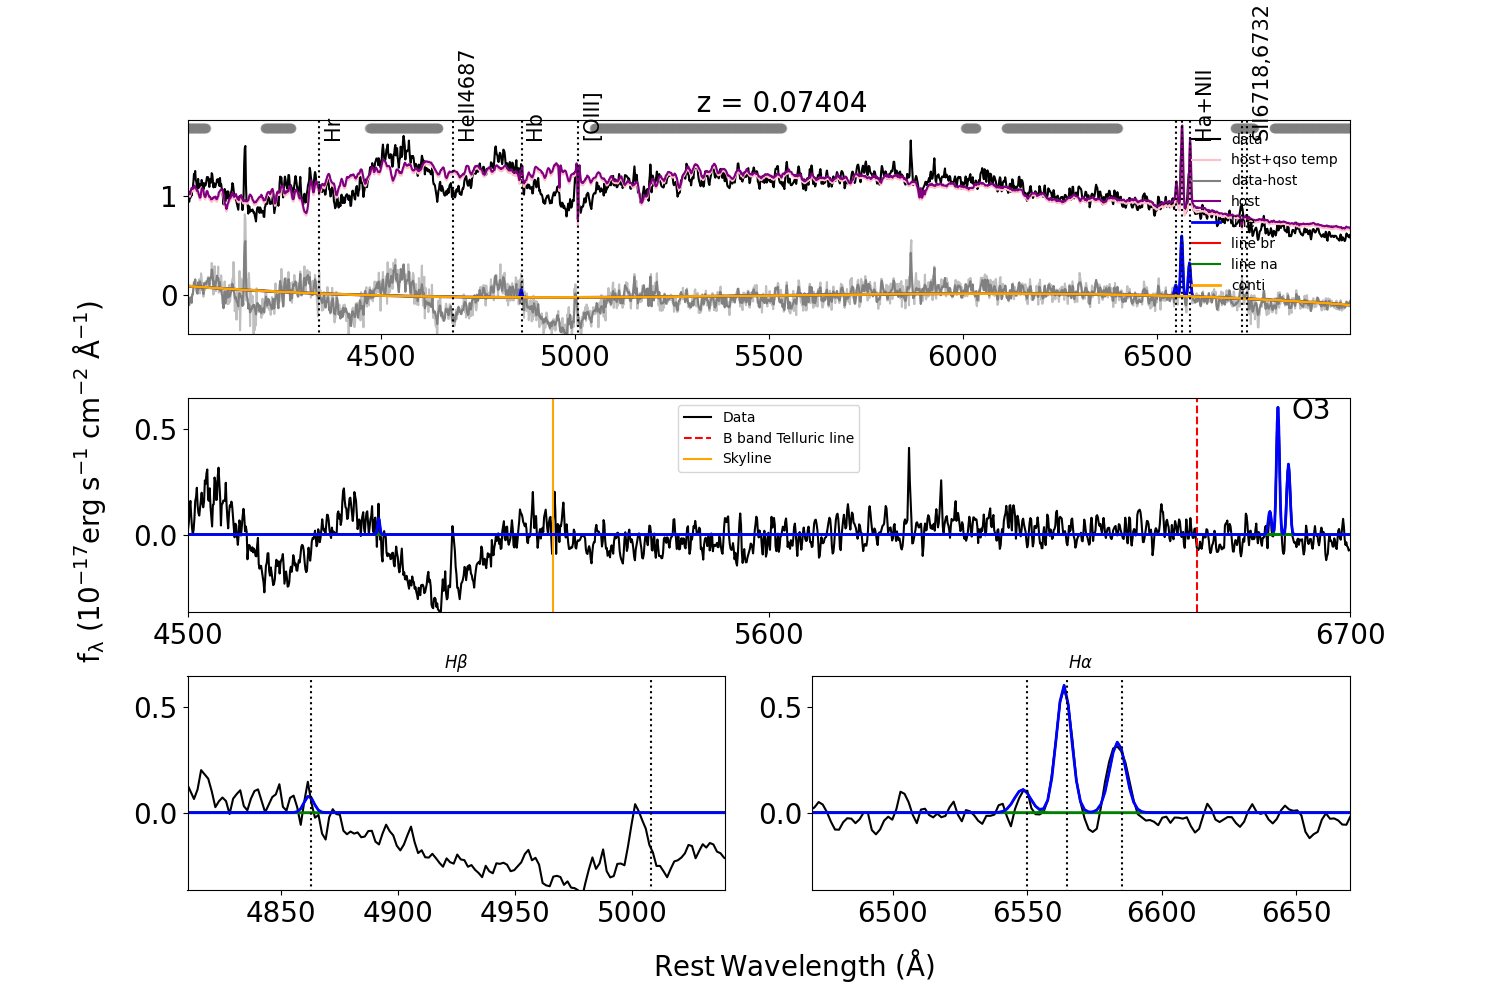 z = 0.07404
Hr
HeII4687
Hb
[OIII]
Ha+NII
SII6718,6732
data
host+qso temp
data-host
host
line
line br
line na
conti
1
0
4500 5000 5500 6000 6500
fλ (10−17erg s−1 cm−2 Å−1)
Data
B band Telluric line
Skyline
O3
0.5
0.0
4500 5600 6700
Hβ
0.5
0.0
4850 4900 4950 5000
Hα
0.5
0.0
6500 6550 6600 6650
Rest Wavelength (Å)